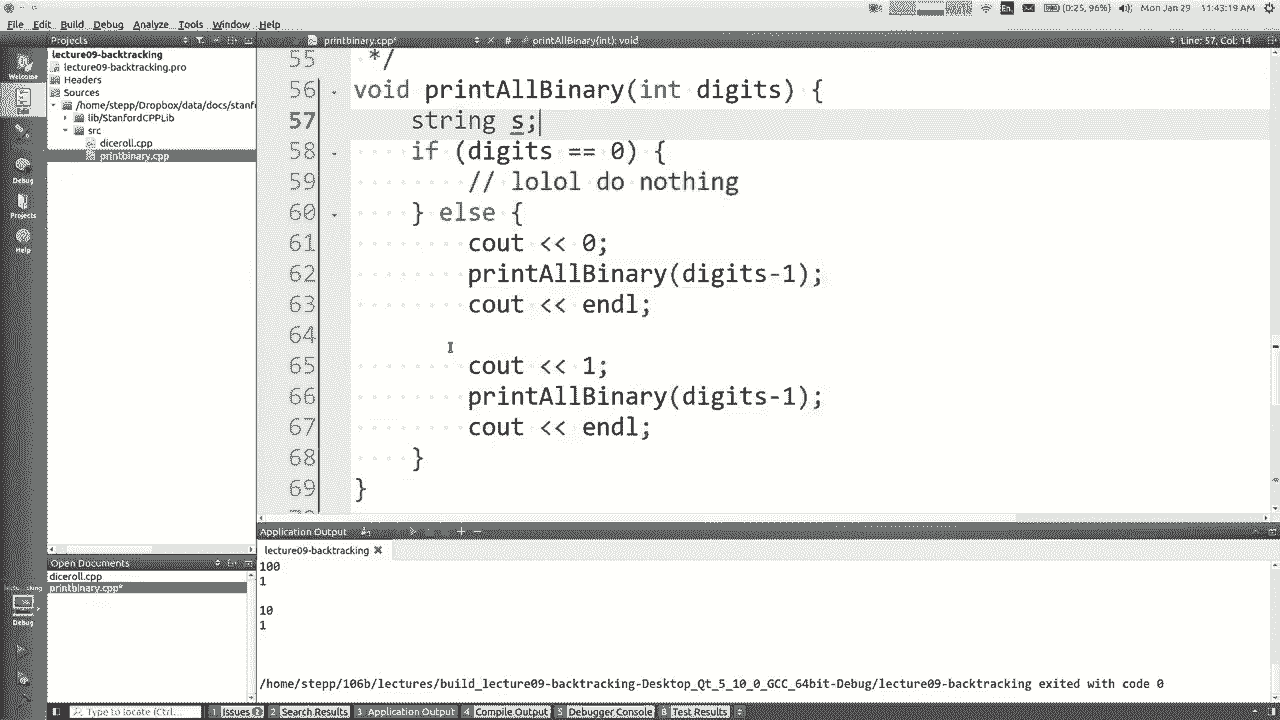 En (0:25, 96%) Mon Jan 29 11:43:19 AM
File Edit Build Debug Analyze Tools Window Help
Projects
printbinary.cpp* # printAllBinary(int): void Line: 57, Col: 14
Welcome
Debug
Projects
Help
lecture09-backtracking
lecture09-backtracking.pro
Headers
Sources
/home/stepp/Dropbox/data/docs/stanf
lib/StanfordCPPLib
src
diceroll.cpp
printbinary.cpp
55 */
56 void printAllBinary(int digits) {
57 string s;
58 if (digits == 0) {
59 // lolol do nothing
60 } else {
61 cout << 0;
62 printAllBinary(digits-1);
63 cout << endl;
64
65 cout << 1;
66 printAllBinary(digits-1);
67 cout << endl;
68 }
69 }
Open Documents
diceroll.cpp
printbinary.cpp*
Debug
Application Output
lecture09-backtracking
100
1
10
1
/home/stepp/106b/lectures/build_lecture09-backtracking-Desktop_Qt_5_10_0_GCC_64bit-Debug/lecture09-backtracking exited with code 0
Type to locate (Ctrl... 1 Issues 2 2 Search Results 3 Application Output 4 Compile Output 5 Debugger Console 8 Test Results